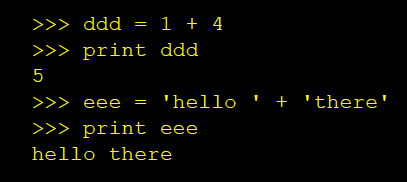 >>> ddd = 1 + 4
>>> print ddd
5
>>> eee = 'hello ' + 'there'
>>> print eee
hello there